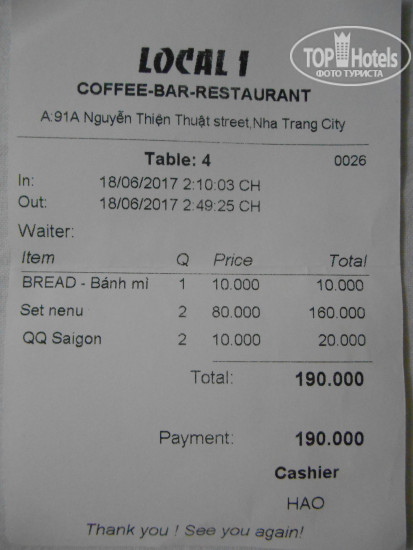 TOP Hotels
ФОТО ТУРИСТА
LOCAL 1
COFFEE-BAR-RESTAURANT
A:91A Nguyễn Thiện Thuật street,Nha Trang City
Table: 4 0026
In: 18/06/2017 2:10:03 CH
Out: 18/06/2017 2:49:25 CH
Waiter:
Item Q Price Total
BREAD - Bánh mì 1 10.000 10.000
Set nenu 2 80.000 160.000
QQ Saigon 2 10.000 20.000
Total: 190.000
Payment: 190.000
Cashier
HAO
Thank you ! See you again!